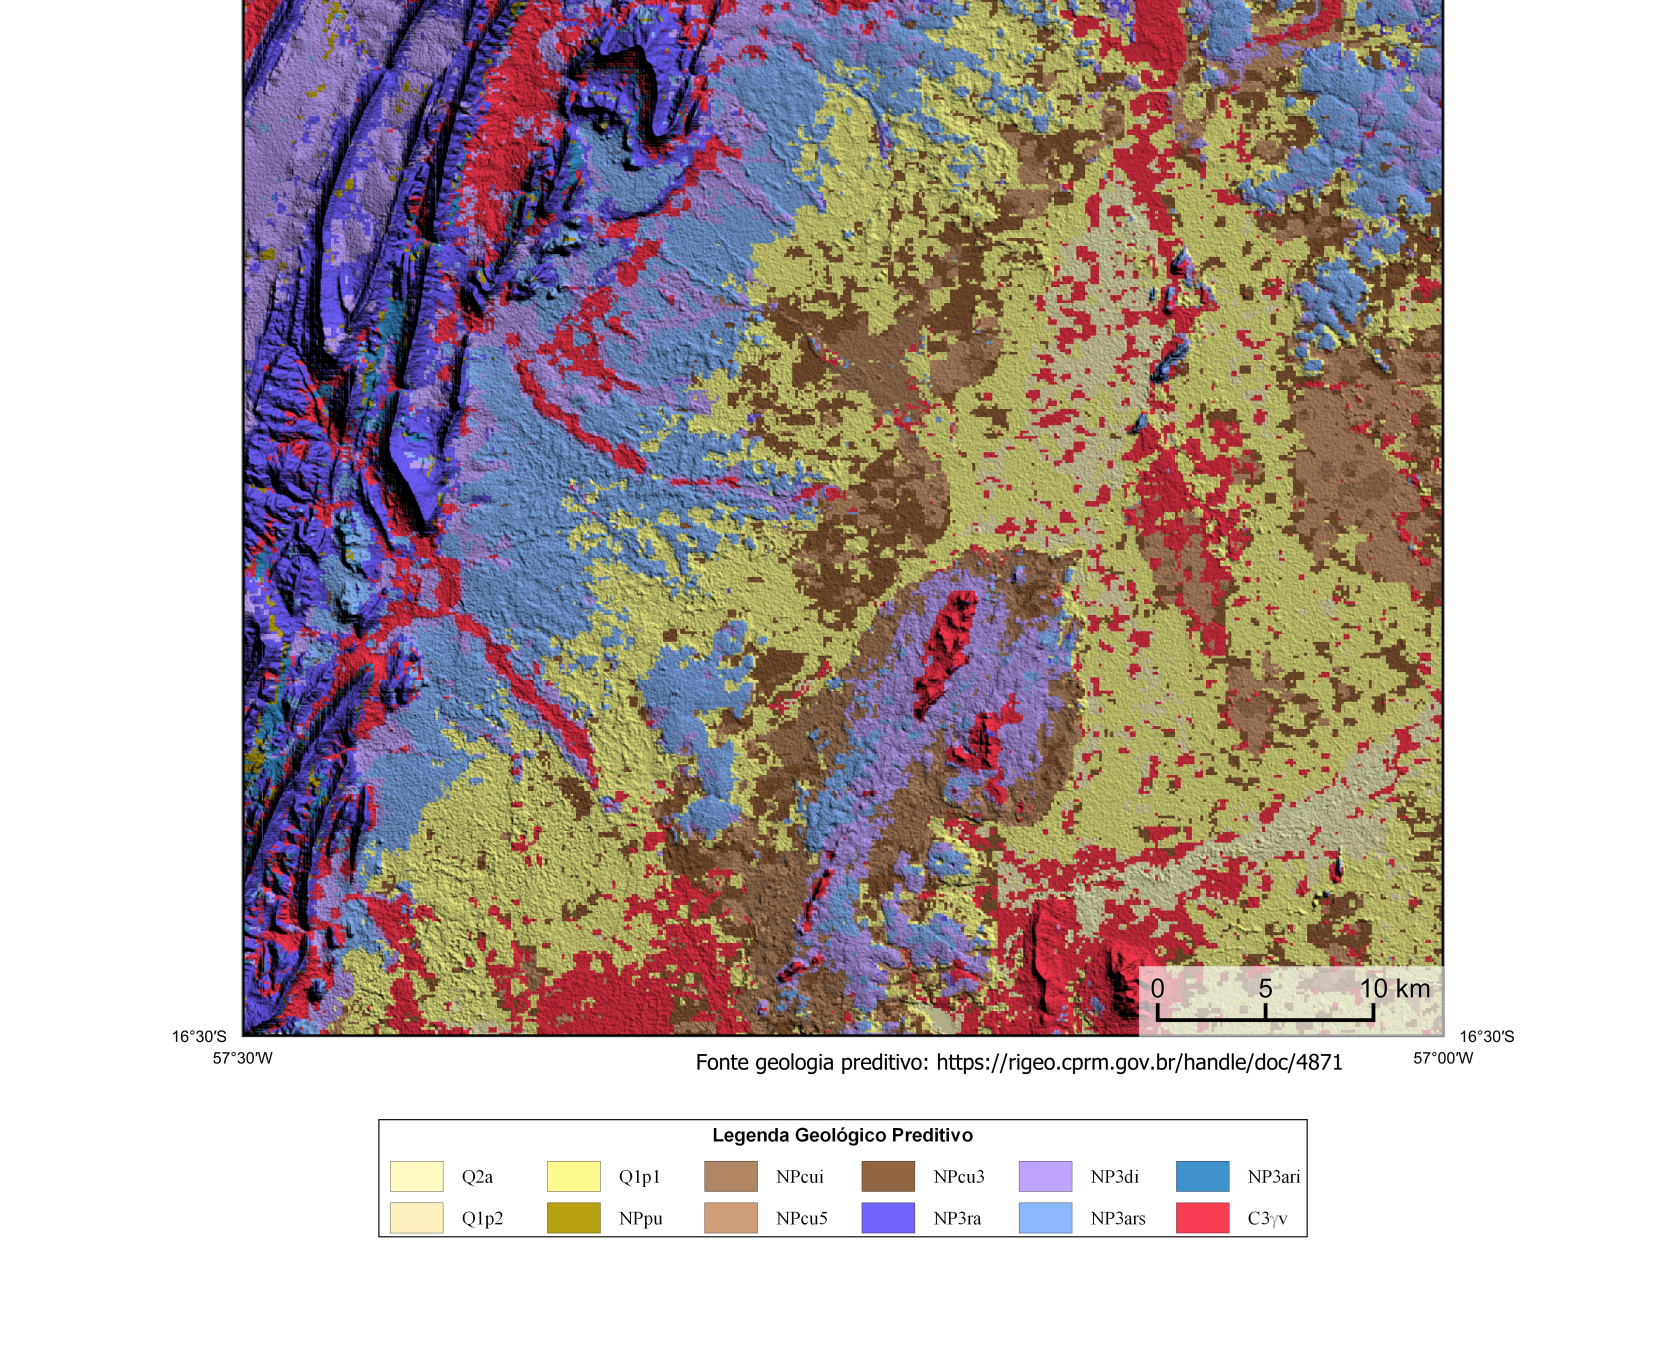 0 5 10 km
16°30′S 16°30′S
57°30′W 57°00′W
Fonte geologia preditivo: https://rigeo.cprm.gov.br/handle/doc/4871
Legenda Geológico Preditivo
Q2a Q1p1 NPcui NPcu3 NP3di NP3ari
Q1p2 NPpu NPcu5 NP3ra NP3ars C3γv